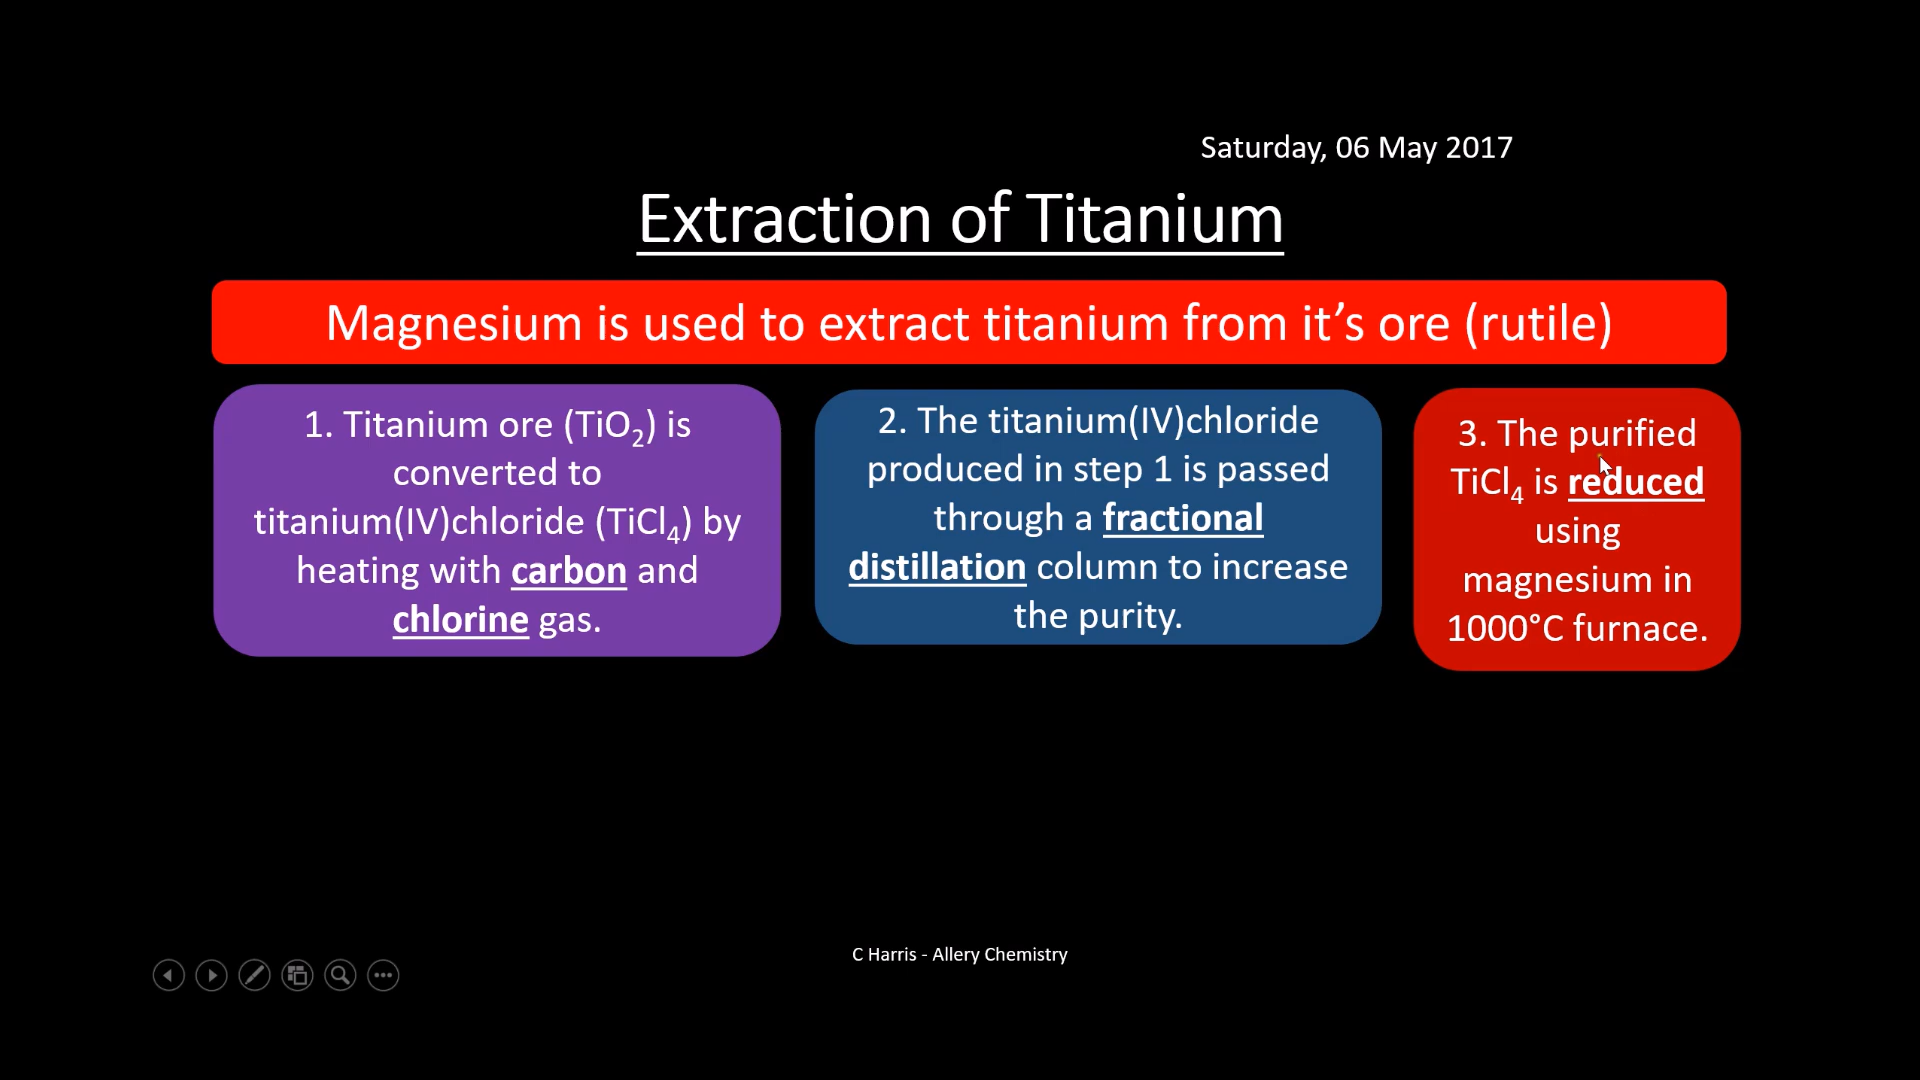 Saturday, 06 May 2017
Extraction of Titanium
Magnesium is used to extract titanium from it’s ore (rutile)
1. Titanium ore (TiO₂) is
converted to
titanium(IV)chloride (TiCl₄) by
heating with carbon and
chlorine gas.
2. The titanium(IV)chloride
produced in step 1 is passed
through a fractional
distillation column to increase
the purity.
3. The purified
TiCl₄ is reduced
using
magnesium in
1000°C furnace.
C Harris - Allery Chemistry